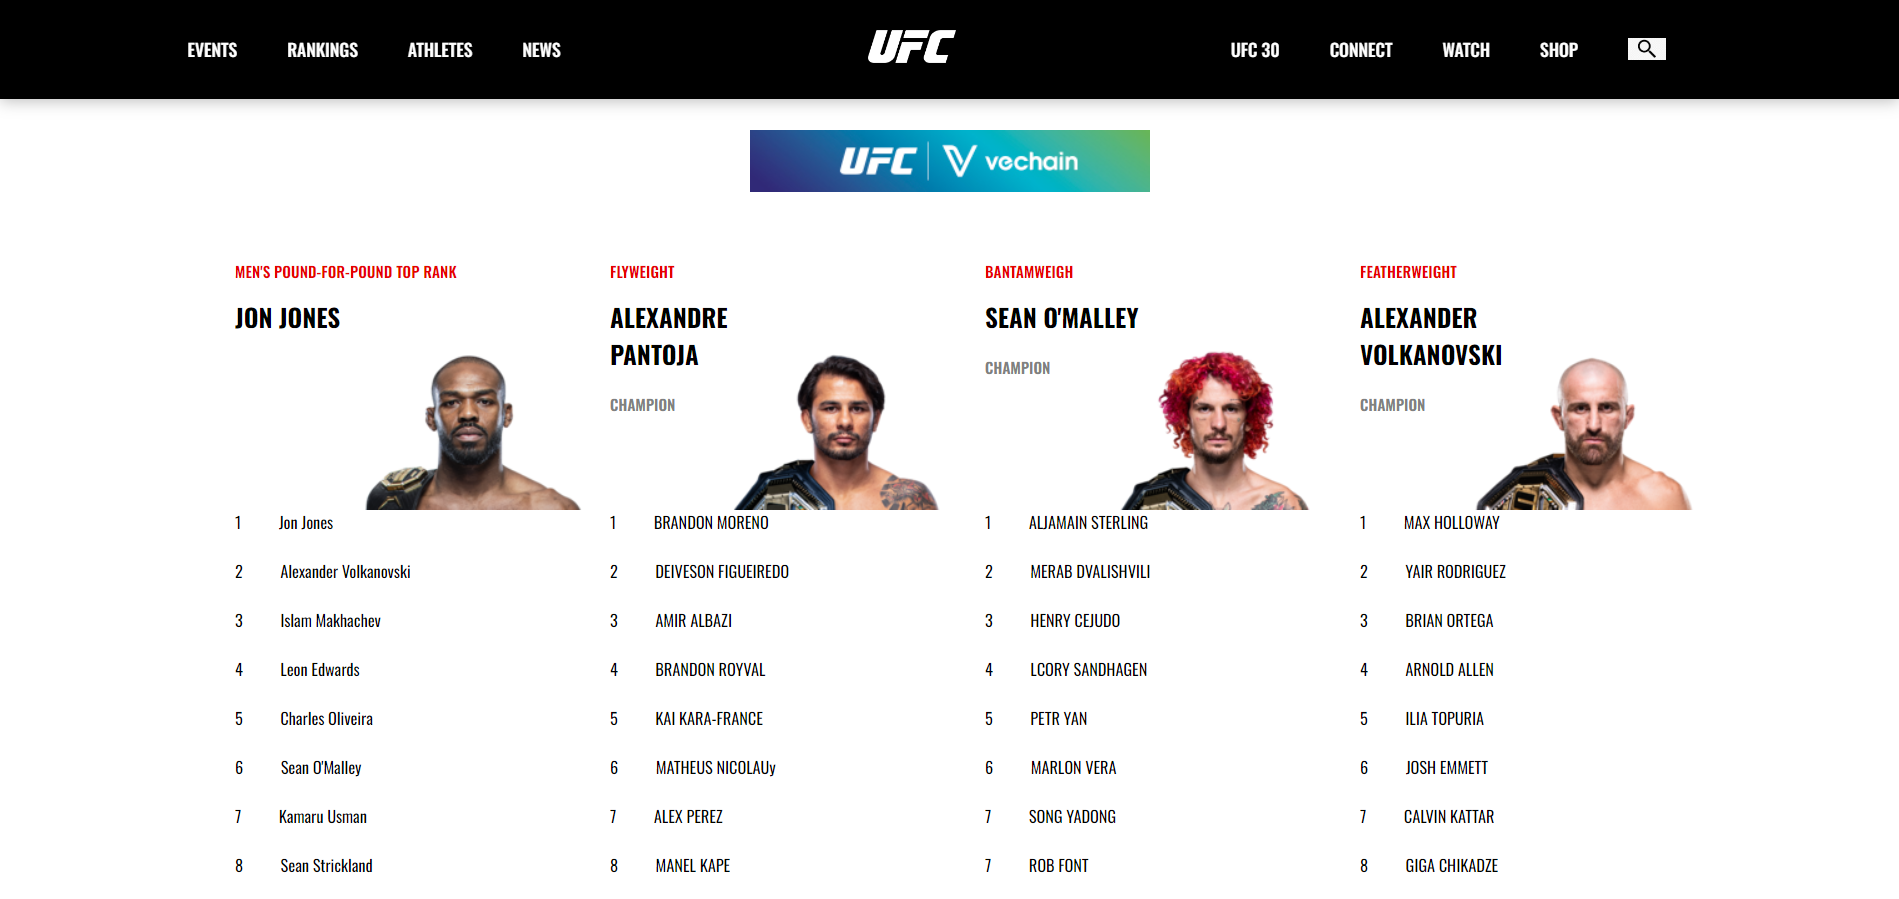 EVENTS RANKINGS ATHLETES NEWS UFC UFC 30 CONNECT WATCH SHOP
UFC | vechain
MEN'S POUND-FOR-POUND TOP RANK
JON JONES
1 Jon Jones
2 Alexander Volkanovski
3 Islam Makhachev
4 Leon Edwards
5 Charles Oliveira
6 Sean O'Malley
7 Kamaru Usman
8 Sean Strickland
FLYWEIGHT
ALEXANDRE
PANTOJA
CHAMPION
1 BRANDON MORENO
2 DEIVESON FIGUEIREDO
3 AMIR ALBAZI
4 BRANDON ROYVAL
5 KAI KARA-FRANCE
6 MATHEUS NICOLAUy
7 ALEX PEREZ
8 MANEL KAPE
BANTAMWEIGH
SEAN O'MALLEY
CHAMPION
1 ALJAMAIN STERLING
2 MERAB DVALISHVILI
3 HENRY CEJUDO
4 LCORY SANDHAGEN
5 PETR YAN
6 MARLON VERA
7 SONG YADONG
7 ROB FONT
FEATHERWEIGHT
ALEXANDER
VOLKANOVSKI
CHAMPION
1 MAX HOLLOWAY
2 YAIR RODRIGUEZ
3 BRIAN ORTEGA
4 ARNOLD ALLEN
5 ILIA TOPURIA
6 JOSH EMMETT
7 CALVIN KATTAR
8 GIGA CHIKADZE